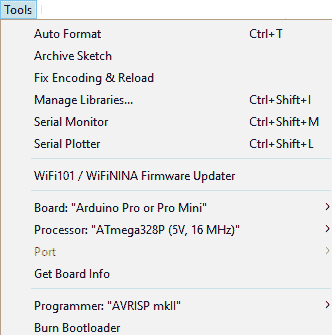 Tools
Auto Format Ctrl+T
Archive Sketch
Fix Encoding & Reload
Manage Libraries... Ctrl+Shift+I
Serial Monitor Ctrl+Shift+M
Serial Plotter Ctrl+Shift+L
WiFi101 / WiFiNINA Firmware Updater
Board: "Arduino Pro or Pro Mini"
Processor: "ATmega328P (5V, 16 MHz)"
Port
Get Board Info
Programmer: "AVRISP mkII"
Burn Bootloader